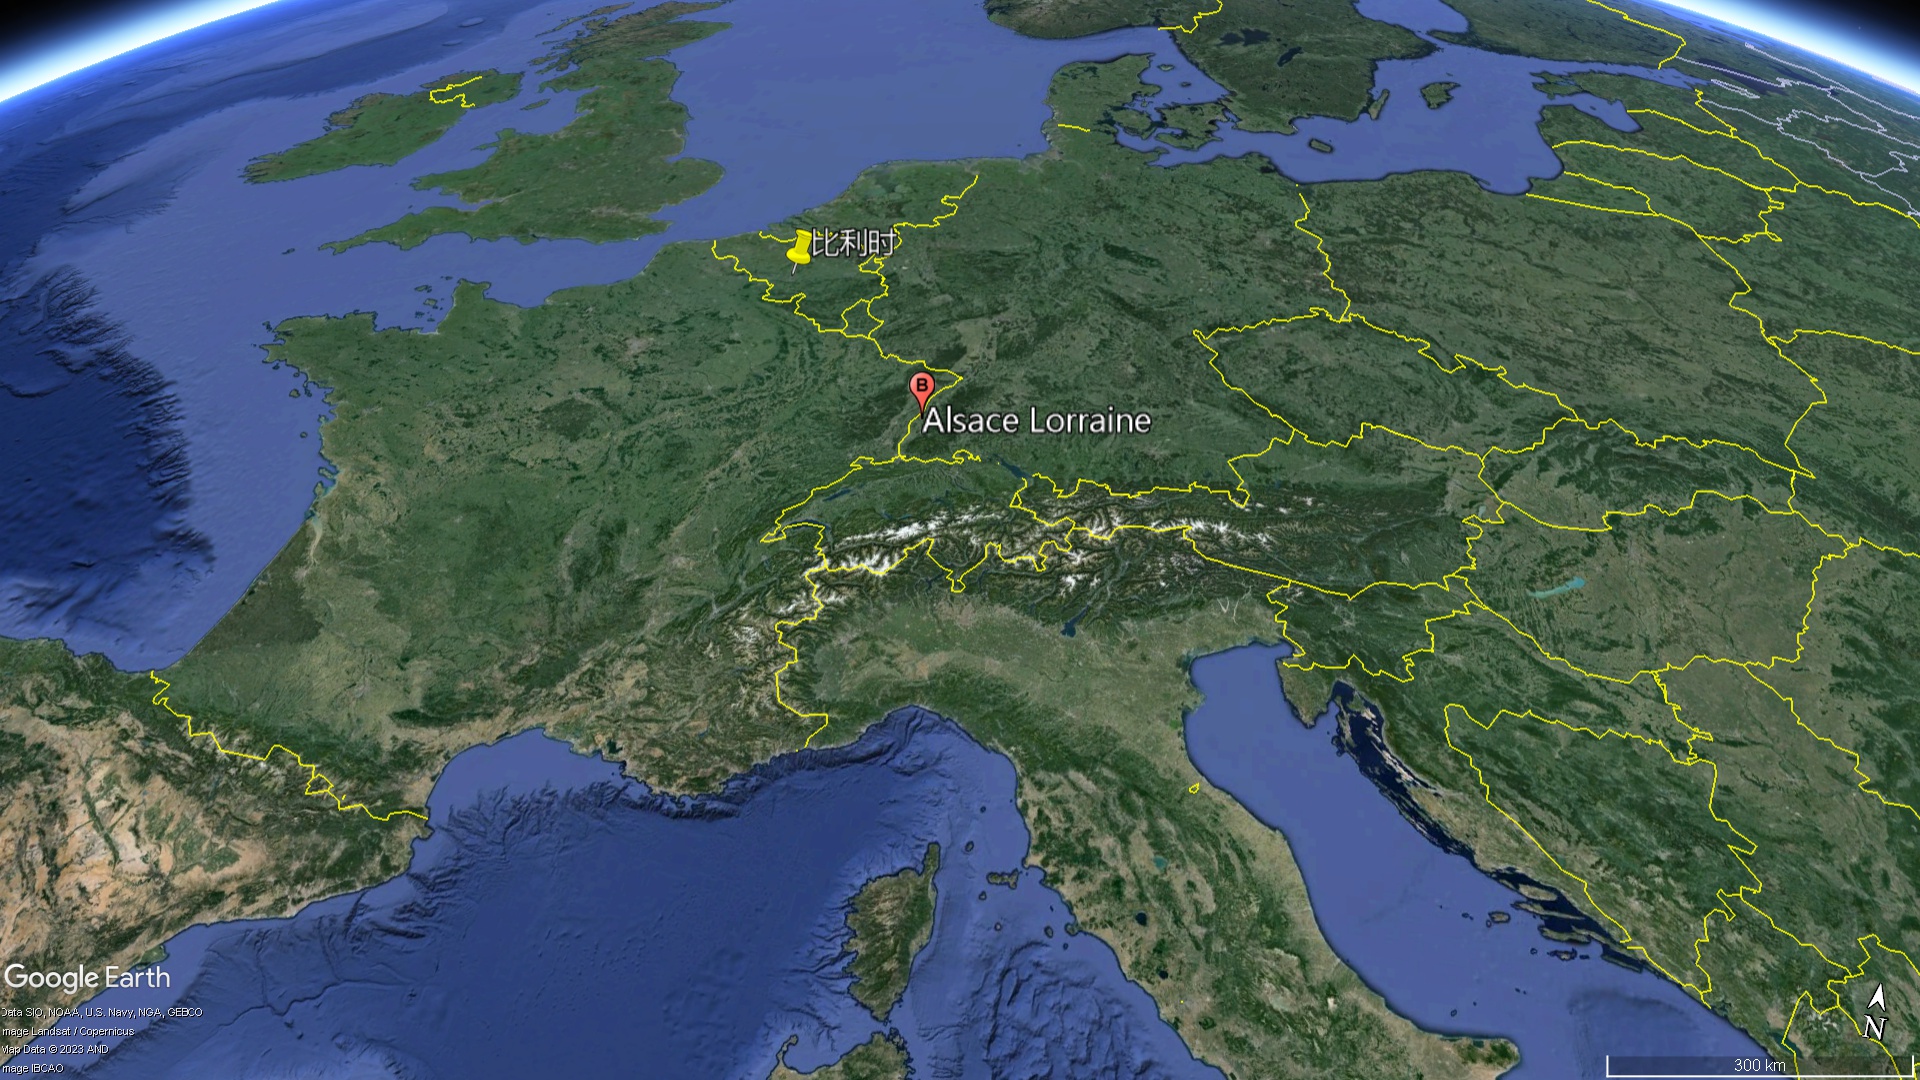 比利时
B
Alsace Lorraine
Google Earth
Data SIO, NOAA, U.S. Navy, NGA, GEBCO
mage Landsat / Copernicus
Map Data © 2023 AND
mage IBCAO
N
300 km